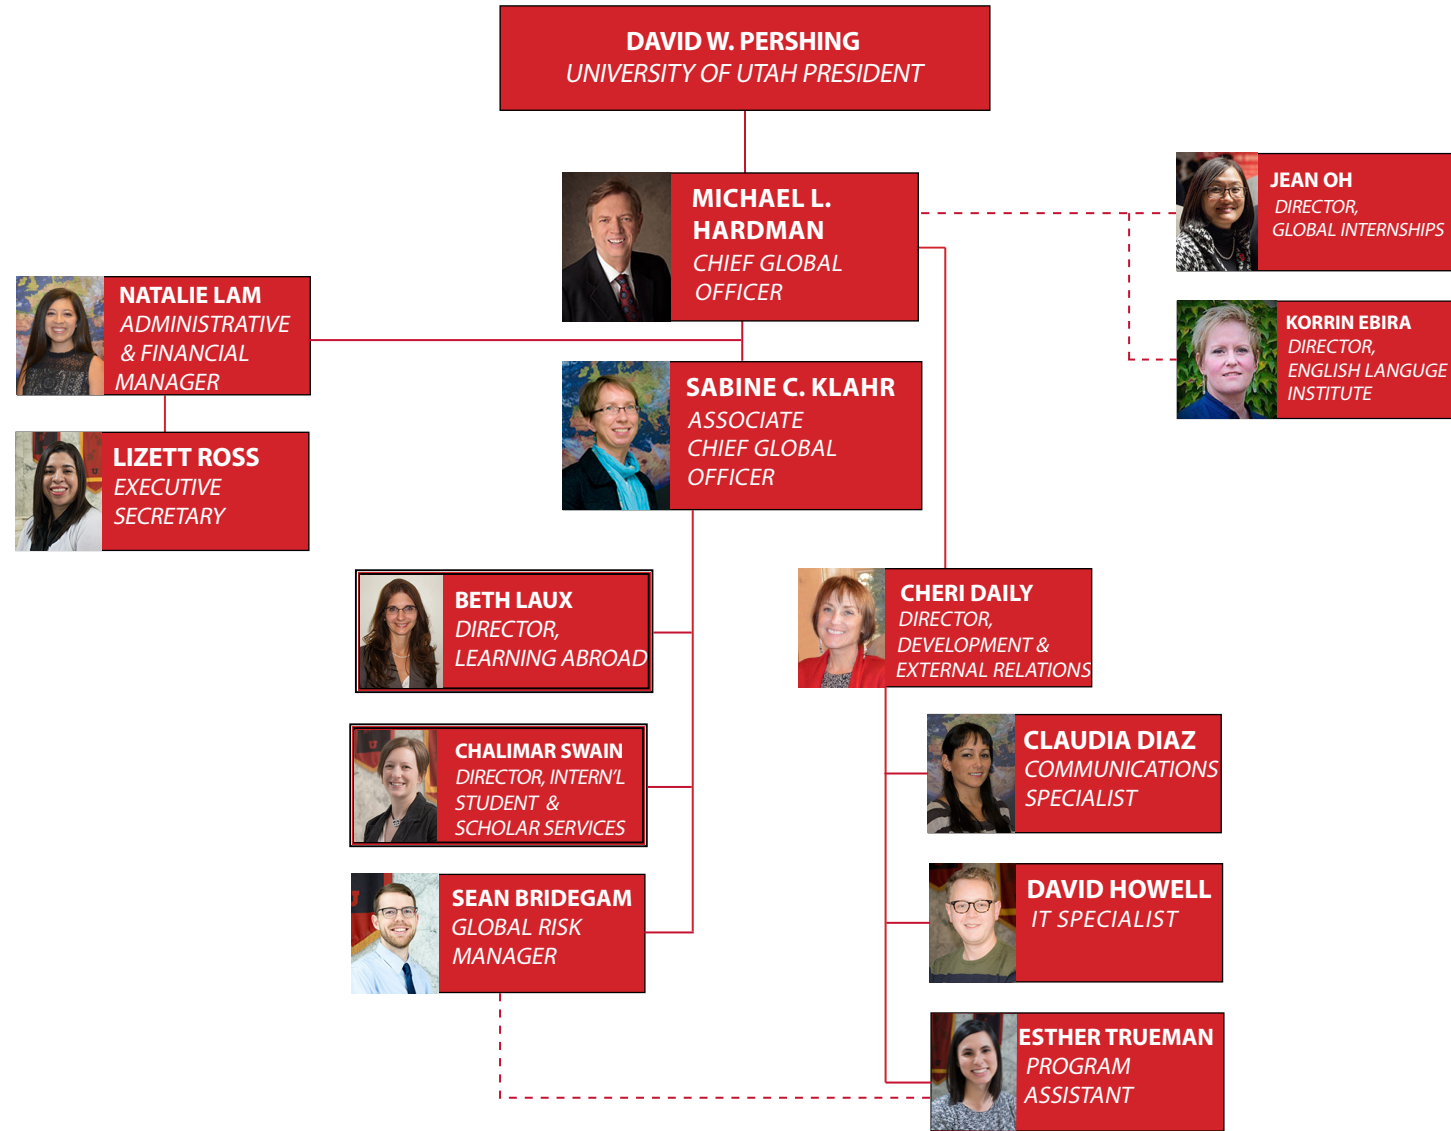 DAVID W. PERSHING
UNIVERSITY OF UTAH PRESIDENT
MICHAEL L.
HARDMAN
CHIEF GLOBAL
OFFICER
JEAN OH
DIRECTOR,
GLOBAL INTERNSHIPS
KORRIN EBIRA
DIRECTOR,
ENGLISH LANGUGE
INSTITUTE
NATALIE LAM
ADMINISTRATIVE
& FINANCIAL
MANAGER
LIZETT ROSS
EXECUTIVE
SECRETARY
SABINE C. KLAHR
ASSOCIATE
CHIEF GLOBAL
OFFICER
BETH LAUX
DIRECTOR,
LEARNING ABROAD
CHALIMAR SWAIN
DIRECTOR, INTERN'L
STUDENT &
SCHOLAR SERVICES
SEAN BRIDEGAM
GLOBAL RISK
MANAGER
CHERI DAILY
DIRECTOR,
DEVELOPMENT &
EXTERNAL RELATIONS
CLAUDIA DIAZ
COMMUNICATIONS
SPECIALIST
DAVID HOWELL
IT SPECIALIST
ESTHER TRUEMAN
PROGRAM
ASSISTANT